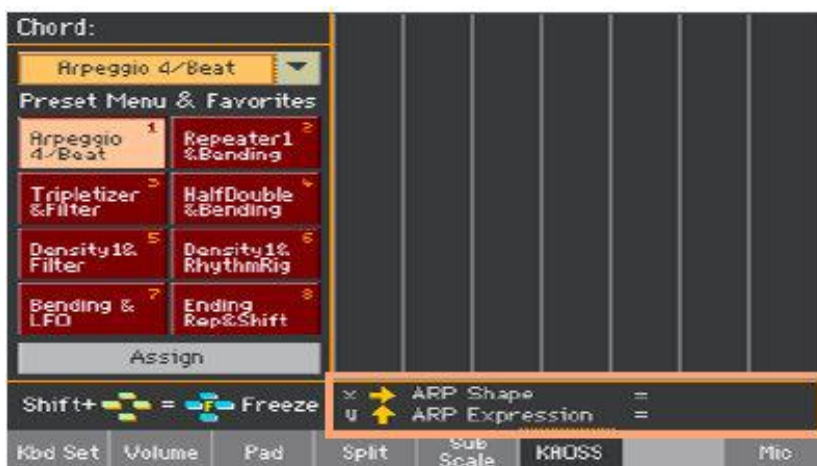 Chord:
Arpeggio 4/Beat
Preset Menu & Favorites
Arpeggio 1
4/Beat
Repeater1 2
&Bending
Tripletizer 3
&Filter
HalfDouble 4
&Bending
Density1& 5
Filter
Density1& 6
RhythmRig
Bending & 7
LFO
Ending 8
Rep&Shift
Assign
Shift+ = F Freeze
x ARP Shape =
y ARP Expression =
Kbd Set Volume Pad Split Sub Scale KAOSS Mic